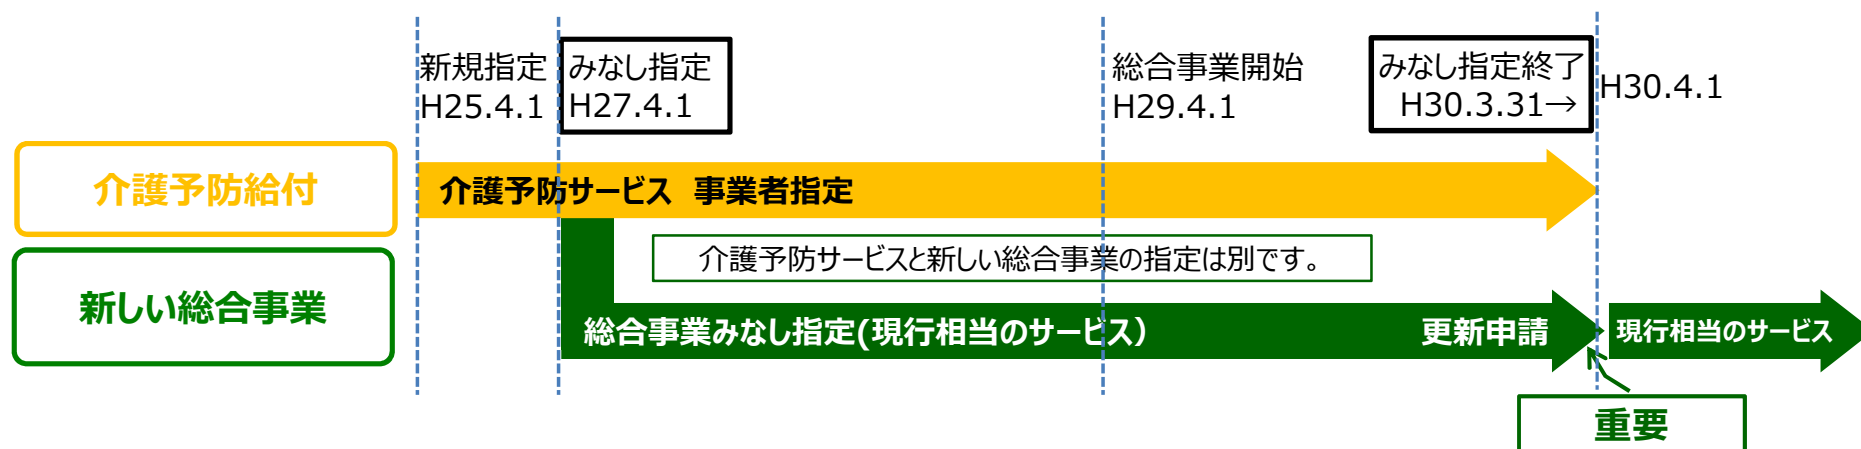 新規指定
H25.4.1
みなし指定
H27.4.1
総合事業開始
H29.4.1
みなし指定終了
H30.3.31→
H30.4.1
介護予防給付
介護予防サービス 事業者指定
介護予防サービスと新しい総合事業の指定は別です。
新しい総合事業
総合事業みなし指定(現行相当のサービス）
更新申請
現行相当のサービス
重要